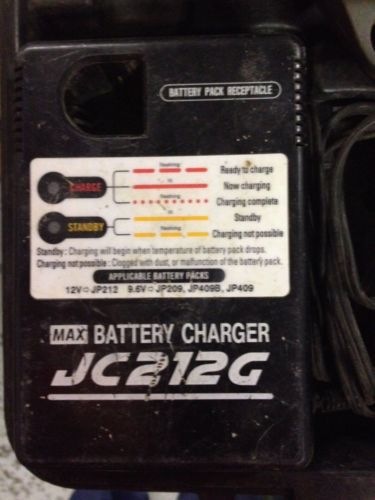 BATTERY PACK RECEPTACLE
flashing
Ready to charge
CHARGE
lit
Now charging
flashing
Charging complete
lit
Standby
STANDBY
flashing
Charging not possible
Standby : Charging will begin when temperature of battery pack drops.
Charging not possible : Clogged with dust, or malfunction of the battery pack.
APPLICABLE BATTERY PACKS
12V⇨JP212 9.6V⇨JP209, JP409B, JP409
MAX BATTERY CHARGER
JC212G